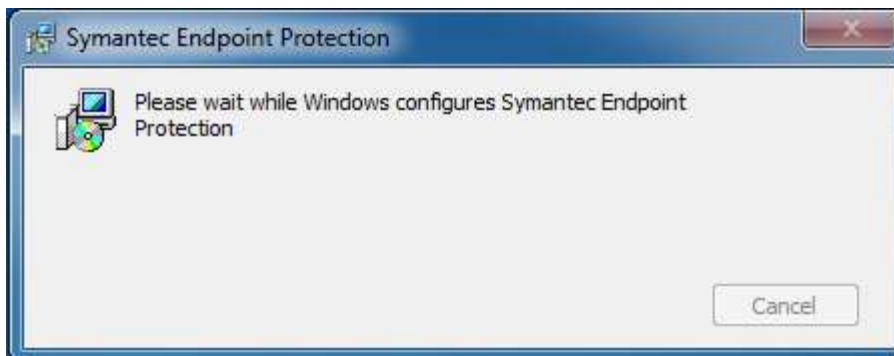 Symantec Endpoint Protection
Please wait while Windows configures Symantec Endpoint
Protection
Cancel